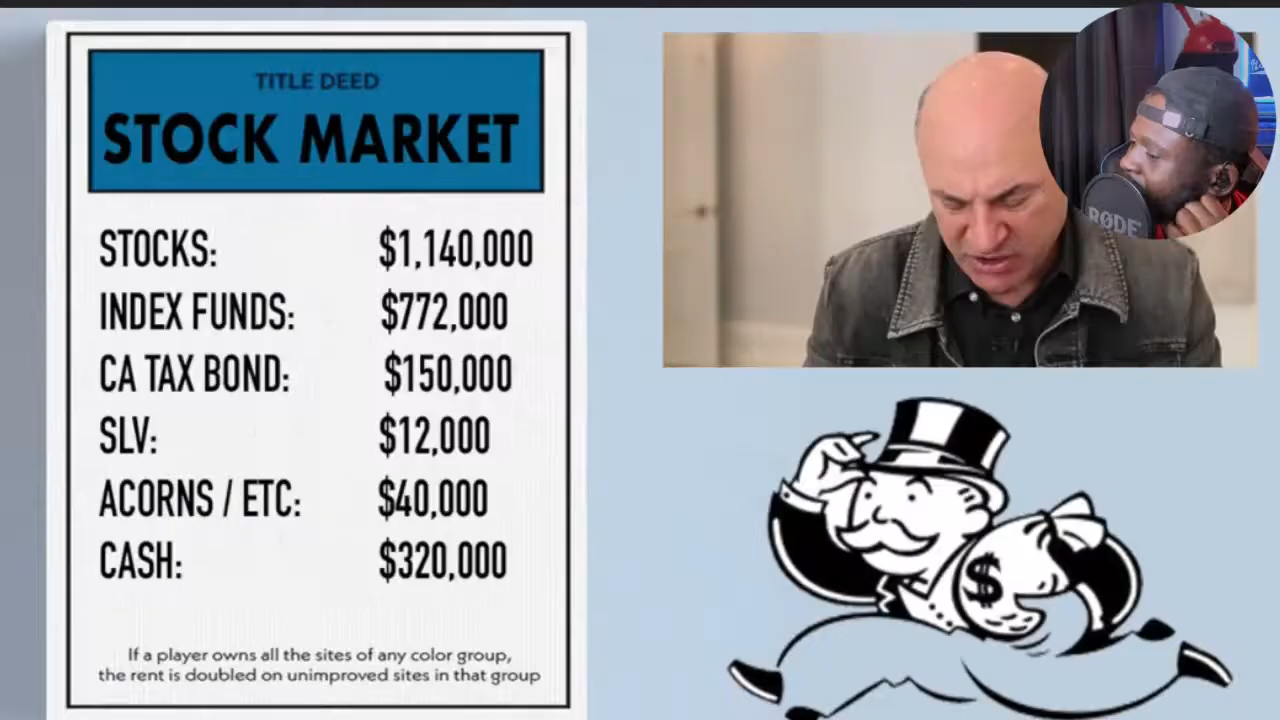 TITLE DEED
STOCK MARKET
STOCKS: $1,140,000
INDEX FUNDS: $772,000
CA TAX BOND: $150,000
SLV: $12,000
ACORNS / ETC: $40,000
CASH: $320,000
If a player owns all the sites of any color group,
the rent is doubled on unimproved sites in that group
RØDE
$